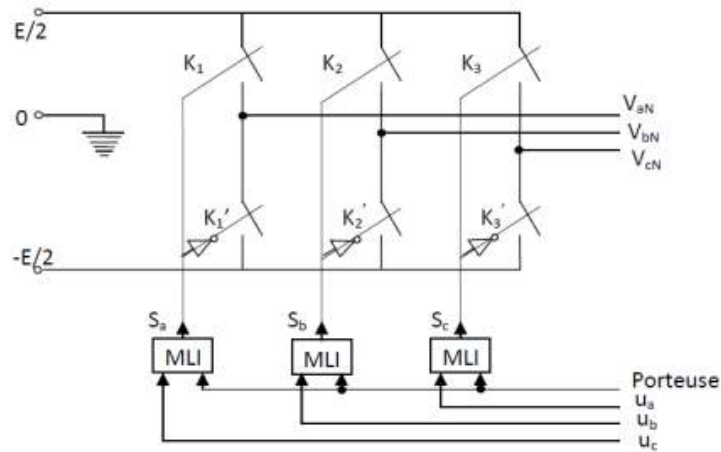 E/2
K₁ K₂ K₃
0
VaN
VbN
VcN
K₁' K₂' K₃'
-E/2
Sa Sb Sc
MLI MLI MLI
Porteuse
ua
ub
uc